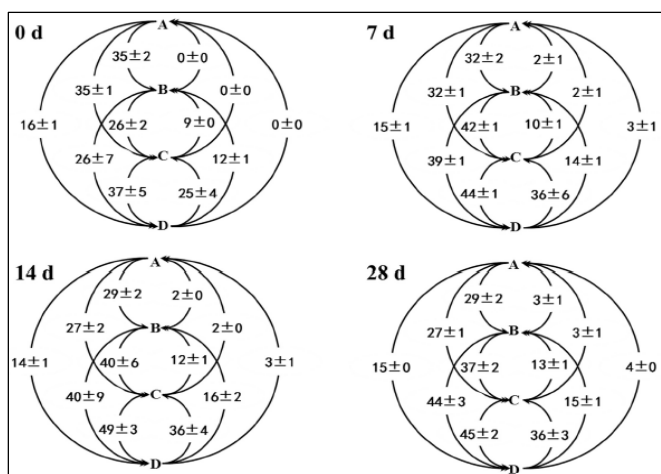 0 d
A
35±2 0±0
35±1 B 0±0
16±1 26±2 9±0 0±0
26±7 C 12±1
37±5 25±4
D
7 d
A
32±2 2±1
32±1 B 2±1
15±1 42±1 10±1 3±1
39±1 C 14±1
44±1 36±6
D
14 d
A
29±2 2±0
27±2 B 2±0
14±1 40±6 12±1 3±1
40±9 C 16±2
49±3 36±4
D
28 d
A
29±2 3±1
27±1 B 3±1
15±0 37±2 13±1 4±0
44±3 C 15±1
45±2 36±3
D